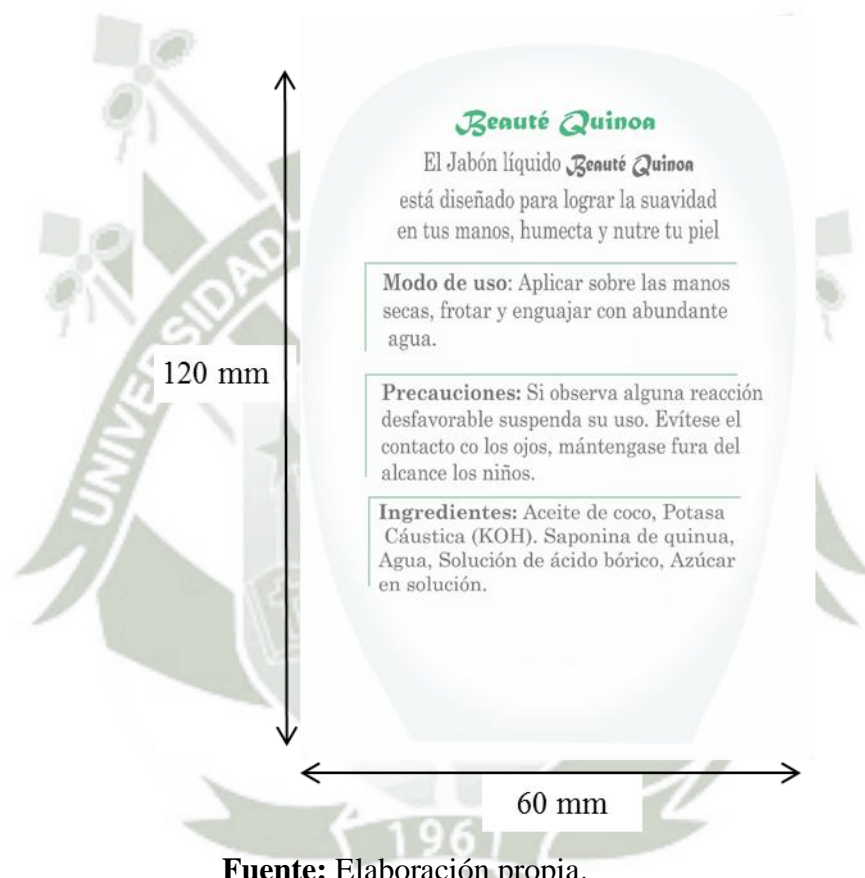 Beauté Quinoa
El Jabón líquido Beauté Quinoa
está diseñado para lograr la suavidad
en tus manos, humecta y nutre tu piel
Modo de uso: Aplicar sobre las manos
secas, frotar y enguajar con abundante
agua.
Precauciones: Si observa alguna reacción
desfavorable suspenda su uso. Evítese el
contacto co los ojos, mántengase fura del
alcance los niños.
Ingredientes: Aceite de coco, Potasa
Cáustica (KOH). Saponina de quinua,
Agua, Solución de ácido bórico, Azúcar
en solución.
120 mm
60 mm
UNIVERSIDAD
196
Fuente: Elaboración propia.